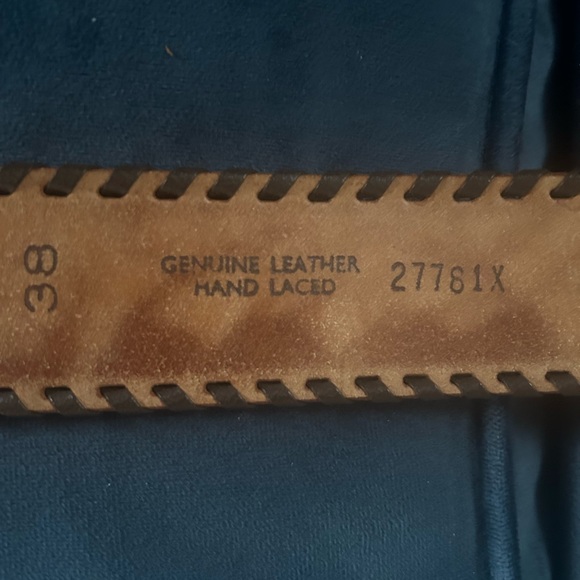 38
GENUINE LEATHER
HAND LACED
27781X